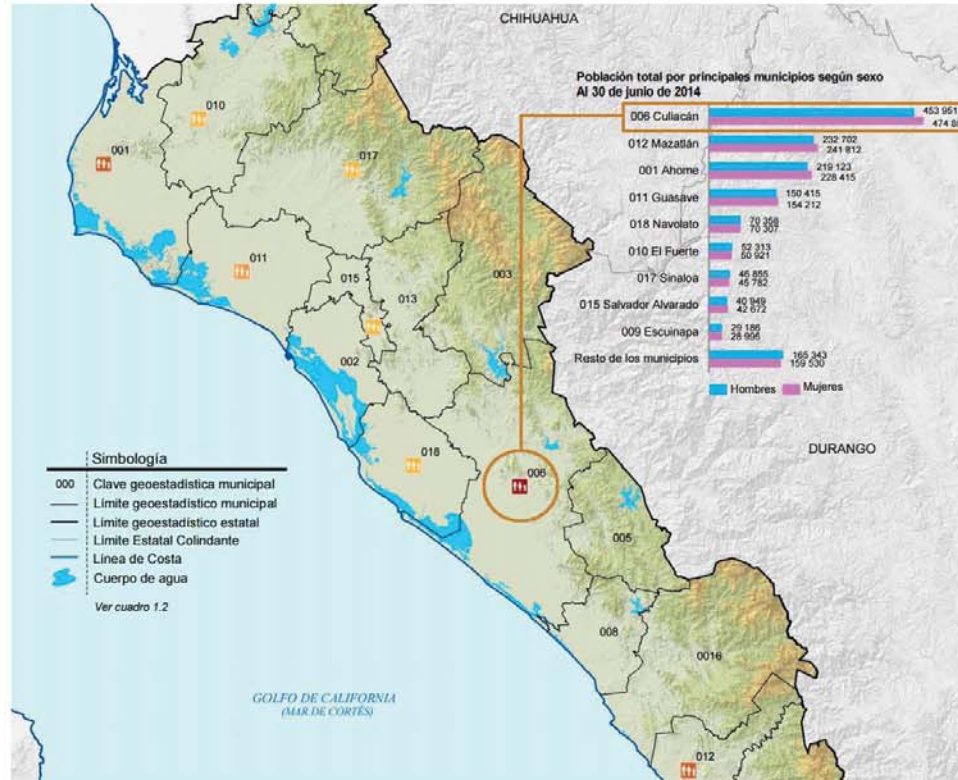 CHIHUAHUA
Población total por principales municipios según sexo
Al 30 de junio de 2014
006 Culiacán
453 951
012 Mazatlán
232 702
241 812
001 Ahome
219 123
228 415
011 Guasave
150 415
154 212
018 Navolato
70 358
70 307
010 El Fuerte
52 313
50 921
017 Sinaloa
46 855
45 782
015 Salvador Alvarado
40 949
42 672
009 Escuinapa
29 186
28 995
Resto de los municipios
165 343
159 530
Hombres
Mujeres
010
001
017
011
015
013
003
002
018
006
005
008
0016
012
DURANGO
Simbología
000 Clave geoestadística municipal
Límite geoestadístico municipal
Límite geoestadístico estatal
Límite Estatal Colindante
Línea de Costa
Cuerpo de agua
Ver cuadro 1.2
GOLFO DE CALIFORNIA
(MAR DE CORTÉS)